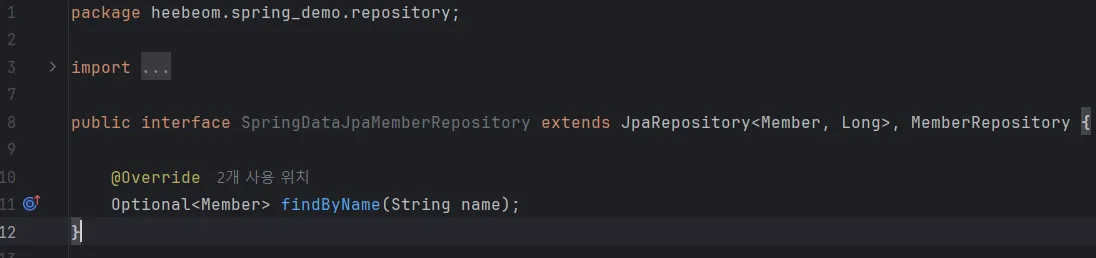 1 package heebeom.spring_demo.repository;
2
3 import ...
7
8 public interface SpringDataJpaMemberRepository extends JpaRepository<Member, Long>, MemberRepository {
9
10 @Override 2개 사용 위치
11 Optional<Member> findByName(String name);
12 }
13